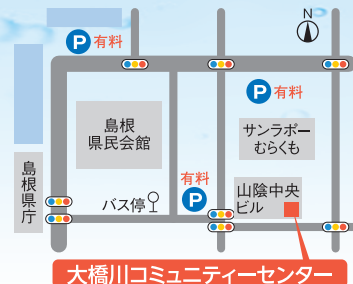 N
P 有料
P 有料
島根
県民会館
サンラポー
むらくも
島根県庁
有料
P
山陰中央
ビル
バス停
大橋川コミュニティーセンター